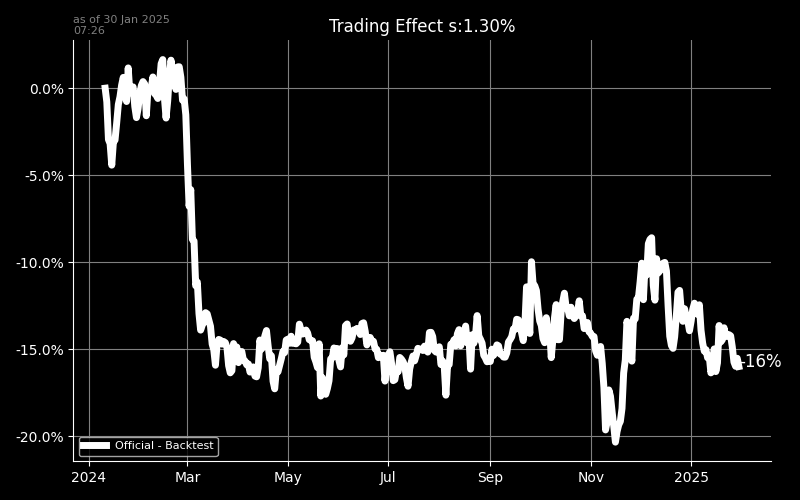 as of 30 Jan 2025
07:26
Trading Effect s:1.30%
0.0%
-5.0%
-10.0%
-15.0%
-20.0%
-16%
Official - Backtest
2024 Mar May Jul Sep Nov 2025